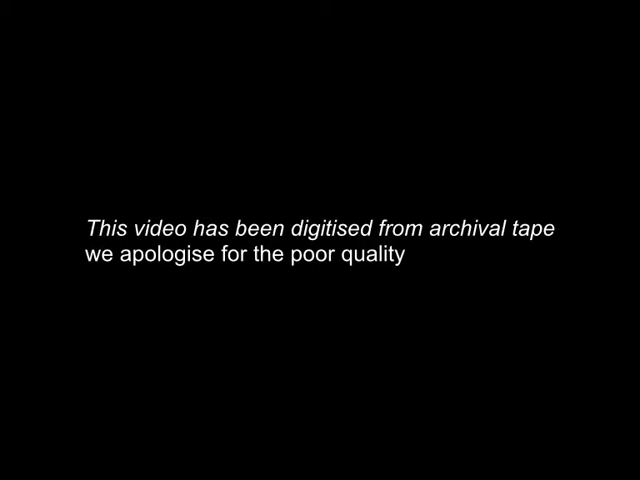 This video has been digitised from archival tape
we apologise for the poor quality